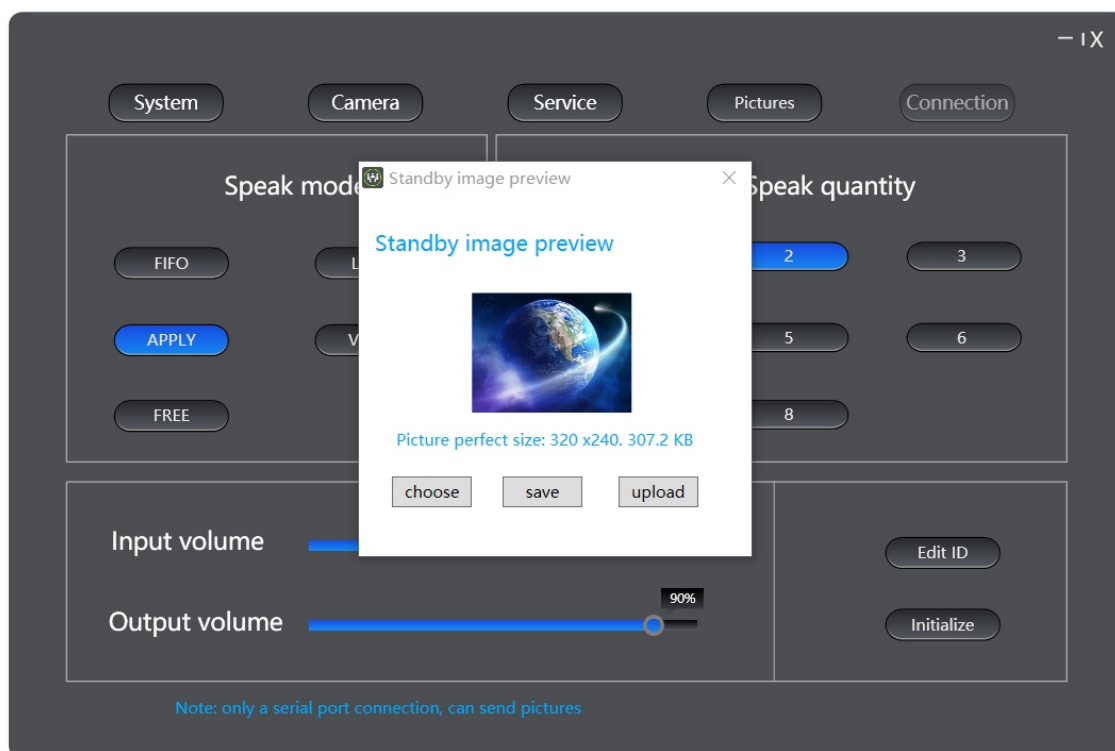 — ı X
System Camera Service Pictures Connection
Standby image preview
Speak mode Speak quantity
Standby image preview
FIFO L 2 3
APPLY V 5 6
FREE 8
Picture perfect size: 320 x240. 307.2 KB
choose save upload
Input volume
Edit ID
90%
Output volume
Initialize
Note: only a serial port connection, can send pictures